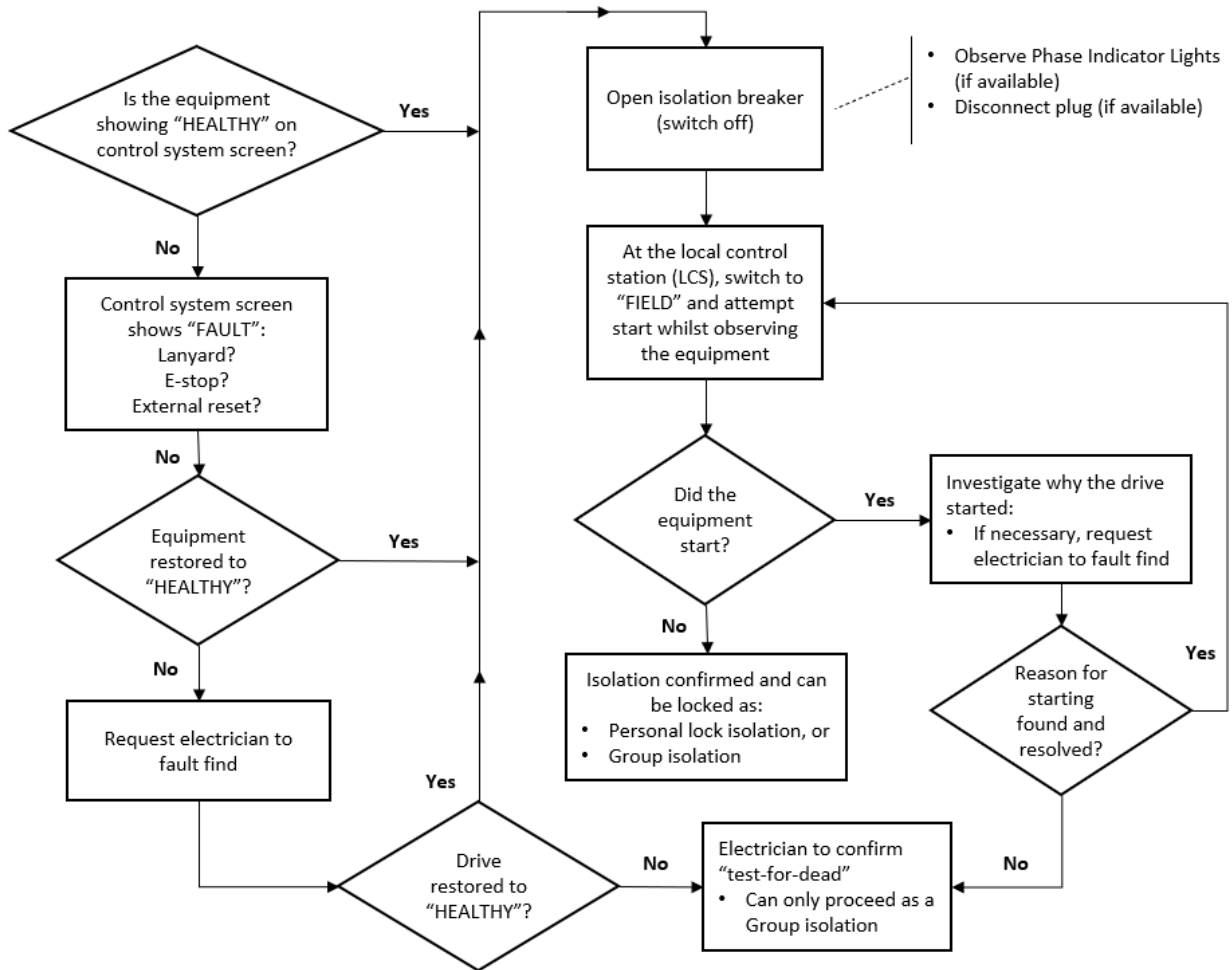 Is the equipment
showing “HEALTHY” on
control system screen?
Yes
No
Control system screen
shows “FAULT”:
Lanyard?
E-stop?
External reset?
No
Equipment
restored to
“HEALTHY”?
Yes
No
Request electrician to
fault find
Drive
restored to
“HEALTHY”?
Yes
No
Open isolation breaker
(switch off)
• Observe Phase Indicator Lights
(if available)
• Disconnect plug (if available)
At the local control
station (LCS), switch to
“FIELD” and attempt
start whilst observing
the equipment
Did the
equipment
start?
Yes
No
Investigate why the drive
started:
• If necessary, request
electrician to fault find
Isolation confirmed and can
be locked as:
• Personal lock isolation, or
• Group isolation
Reason for
starting
found and
resolved?
Yes
No
Electrician to confirm
“test-for-dead”
• Can only proceed as a
Group isolation